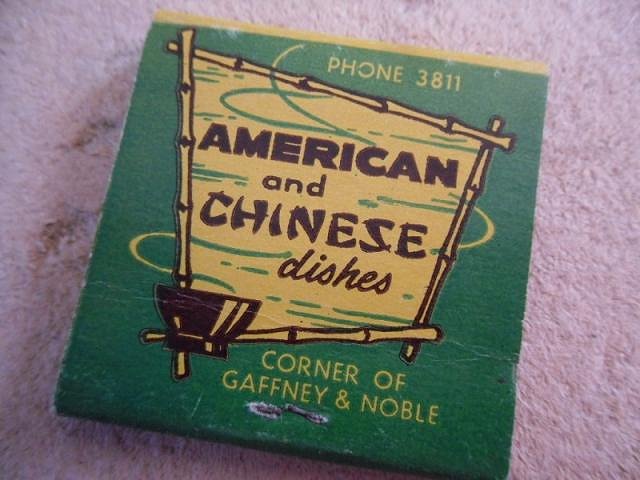 PHONE 3811
AMERICAN
and
CHINESE
dishes
CORNER OF
GAFFNEY & NOBLE